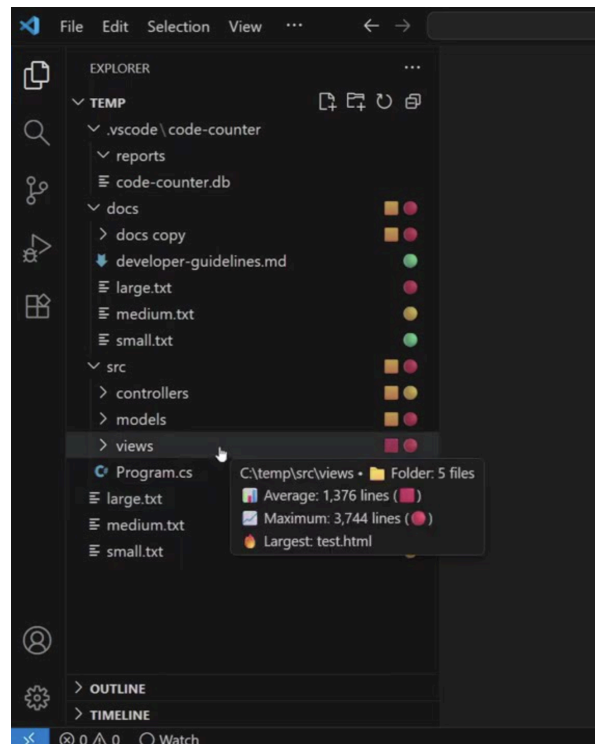 File Edit Selection View
EXPLORER
TEMP
.vscode\code-counter
reports
code-counter.db
docs
docs copy
developer-guidelines.md
large.txt
medium.txt
small.txt
src
controllers
models
views
Program.cs
C:\temp\src\views • Folder: 5 files
large.txt
Average: 1,376 lines ( )
Maximum: 3,744 lines ( )
medium.txt
Largest: test.html
small.txt
OUTLINE
TIMELINE
0 0 Watch